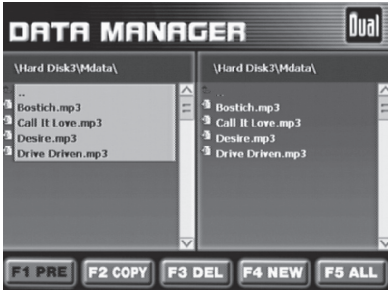 DATA MANAGER
Dual
\Hard Disk3\Mdata\
..
Bostich.mp3
Call It Love.mp3
Desire.mp3
Drive Driven.mp3
\Hard Disk3\Mdata\
..
Bostich.mp3
Call It Love.mp3
Desire.mp3
Drive Driven.mp3
F1 PRE
F2 COPY
F3 DEL
F4 NEW
F5 ALL